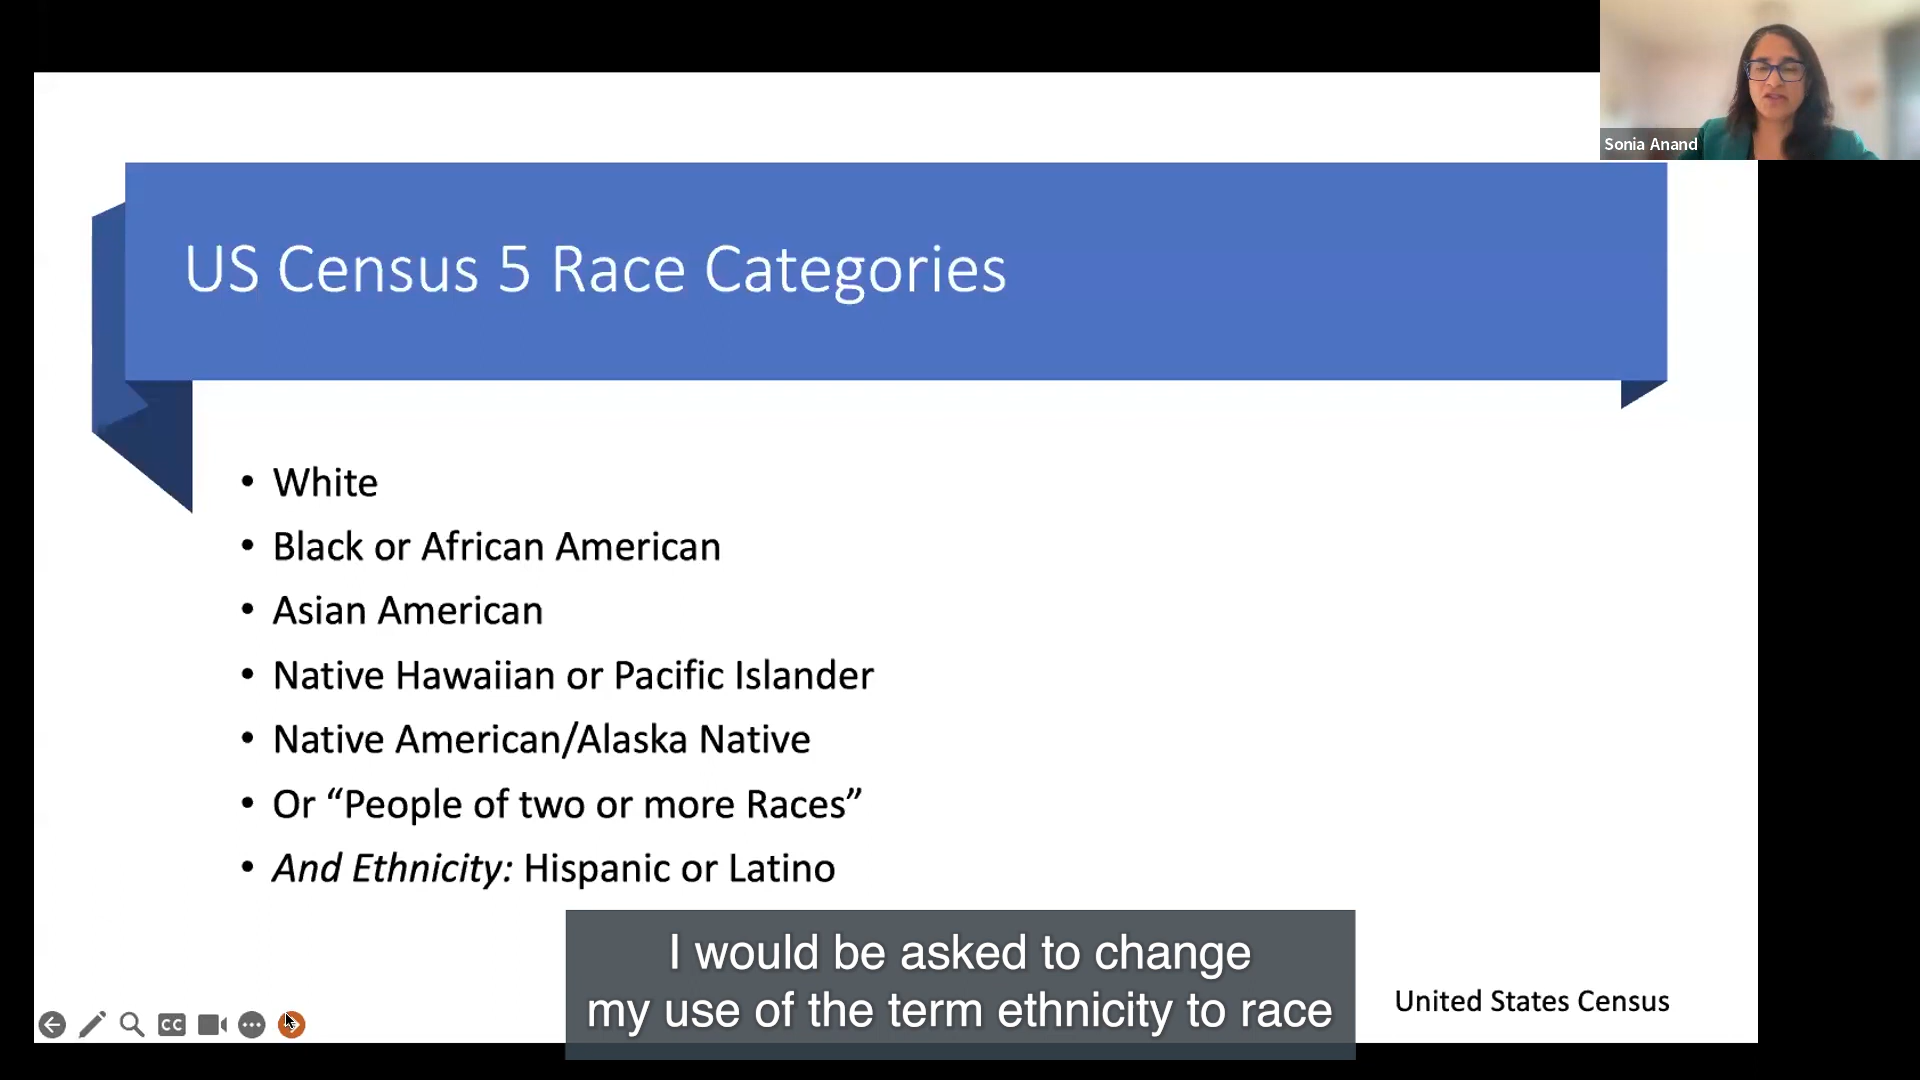 Sonia Anand
US Census 5 Race Categories
• White
• Black or African American
• Asian American
• Native Hawaiian or Pacific Islander
• Native American/Alaska Native
• Or “People of two or more Races”
• And Ethnicity: Hispanic or Latino
I would be asked to change
my use of the term ethnicity to race
United States Census
CC